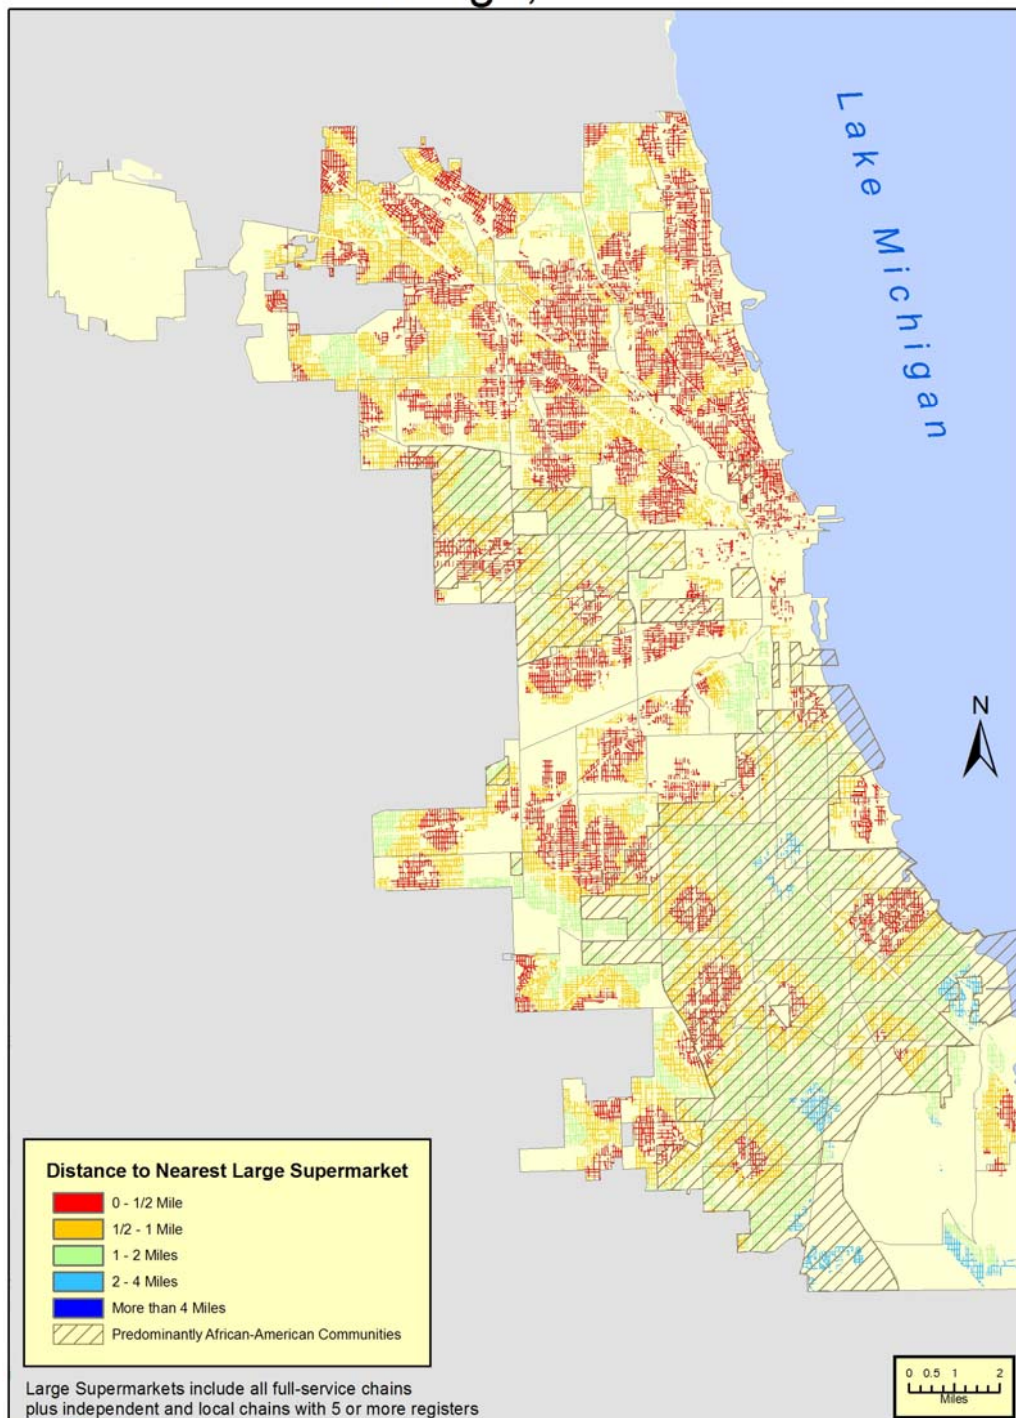 Lake Michigan
N
Distance to Nearest Large Supermarket
0 - 1/2 Mile
1/2 - 1 Mile
1 - 2 Miles
2 - 4 Miles
More than 4 Miles
Predominantly African-American Communities
0 0.5 1 2
Miles
Large Supermarkets include all full-service chains
plus independent and local chains with 5 or more registers